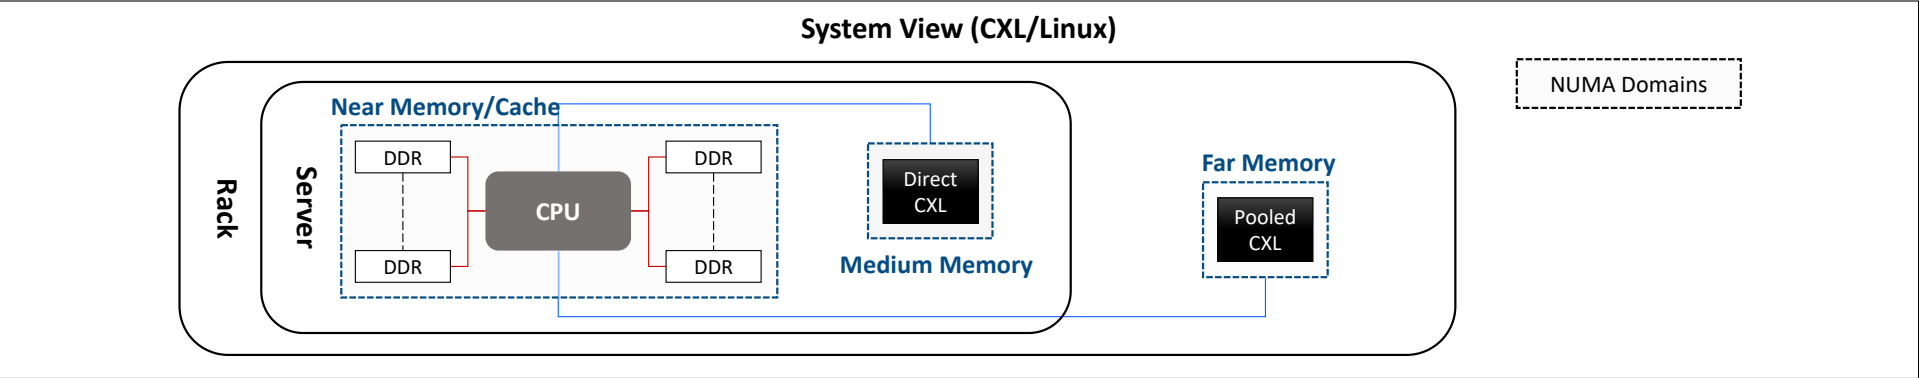 System View (CXL/Linux)
NUMA Domains
Rack
Server
Near Memory/Cache
DDR
DDR
DDR
DDR
CPU
Direct
CXL
Medium Memory
Far Memory
Pooled
CXL